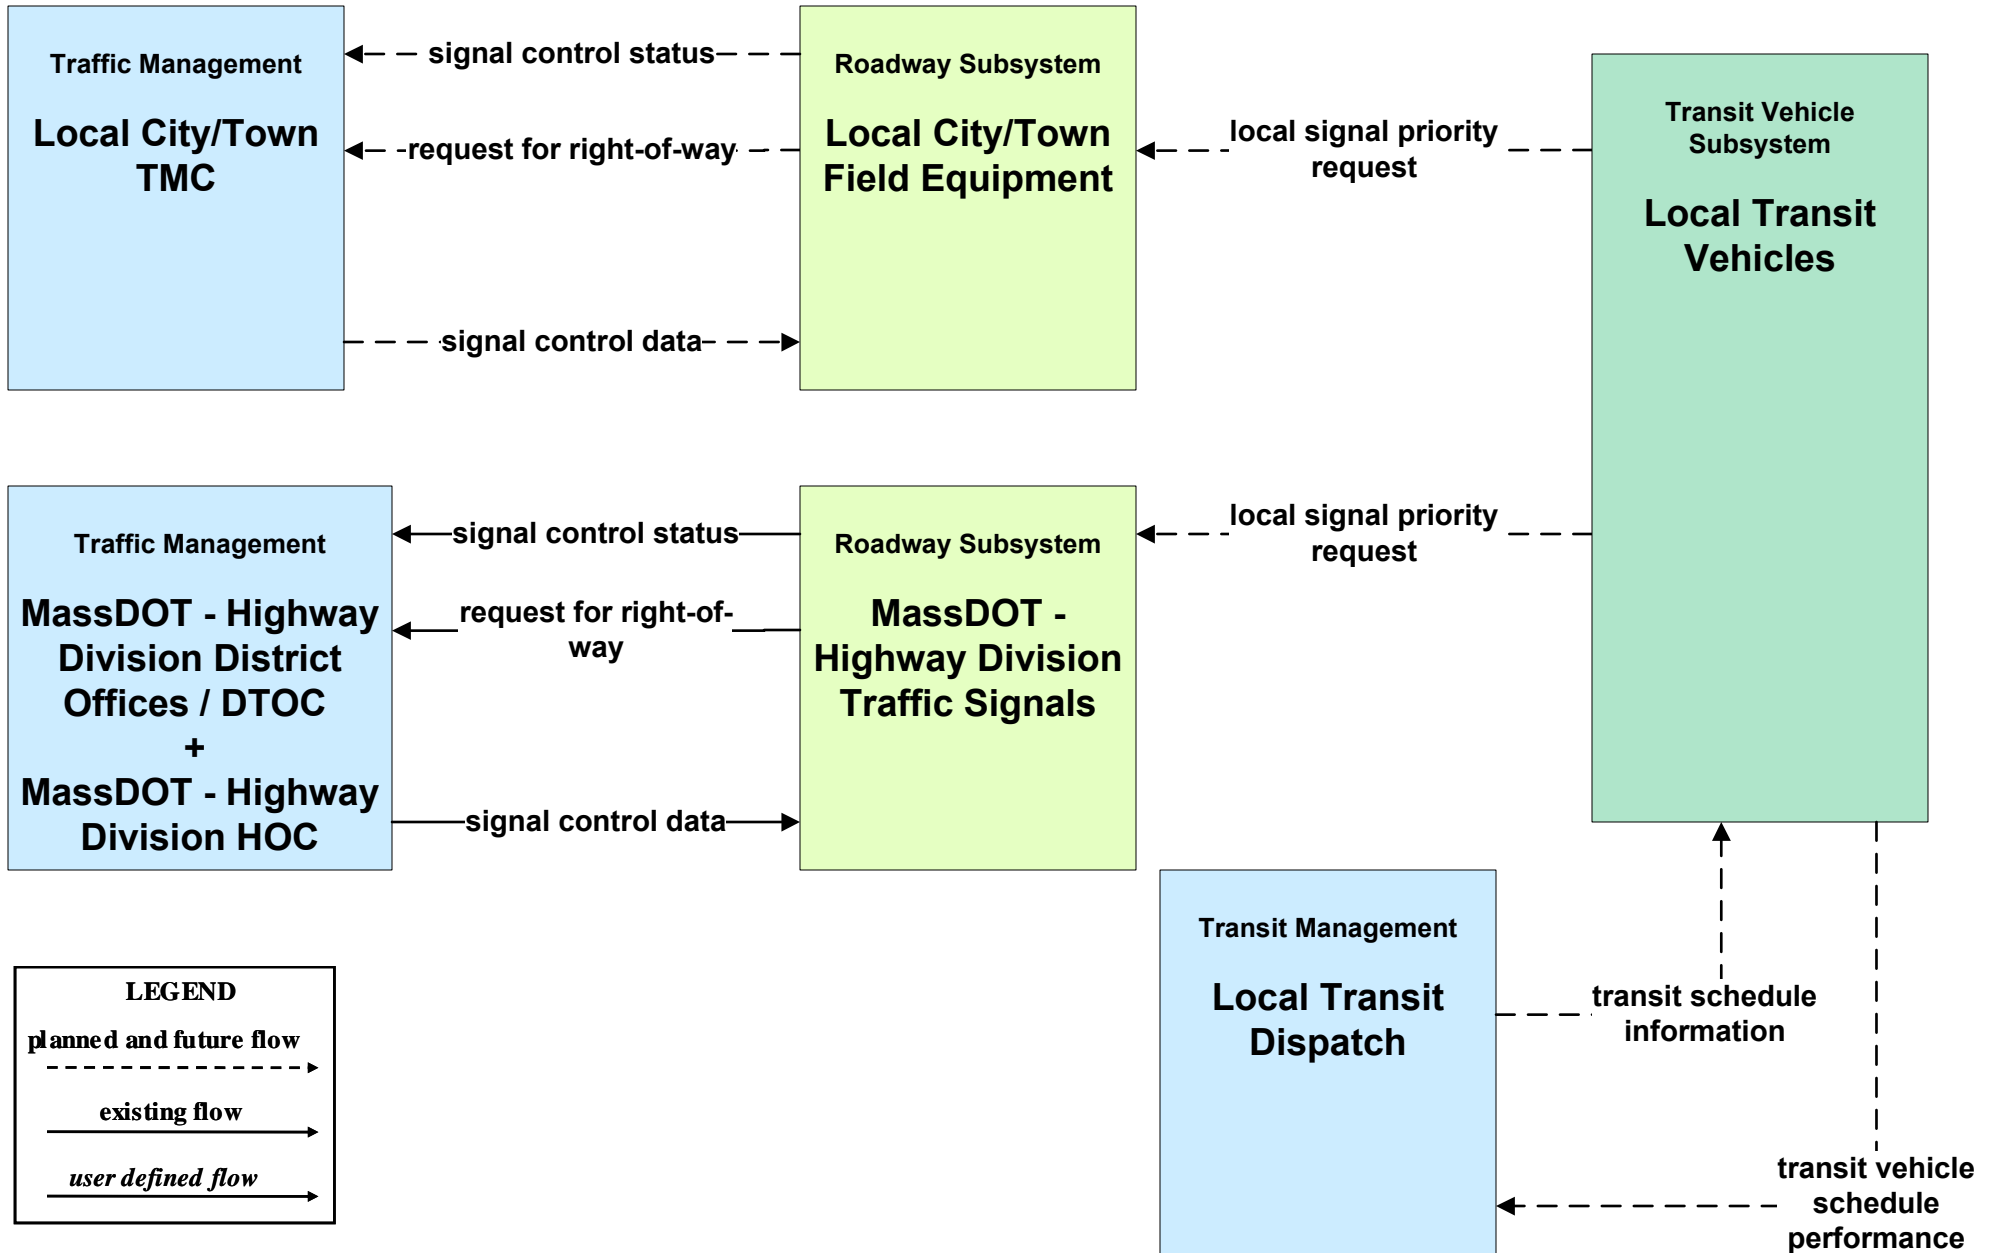 Traffic Management
Local City/Town
TMC
signal control status
request for right-of-way
signal control data
Roadway Subsystem
Local City/Town
Field Equipment
local signal priority
request
Transit Vehicle
Subsystem
Local Transit
Vehicles
Traffic Management
MassDOT - Highway
Division District
Offices / DTOC
+
MassDOT - Highway
Division HOC
signal control status
request for right-of-
way
signal control data
Roadway Subsystem
MassDOT -
Highway Division
Traffic Signals
local signal priority
request
Transit Management
Local Transit
Dispatch
transit schedule
information
transit vehicle
schedule
performance
LEGEND
planned and future flow
existing flow
user defined flow